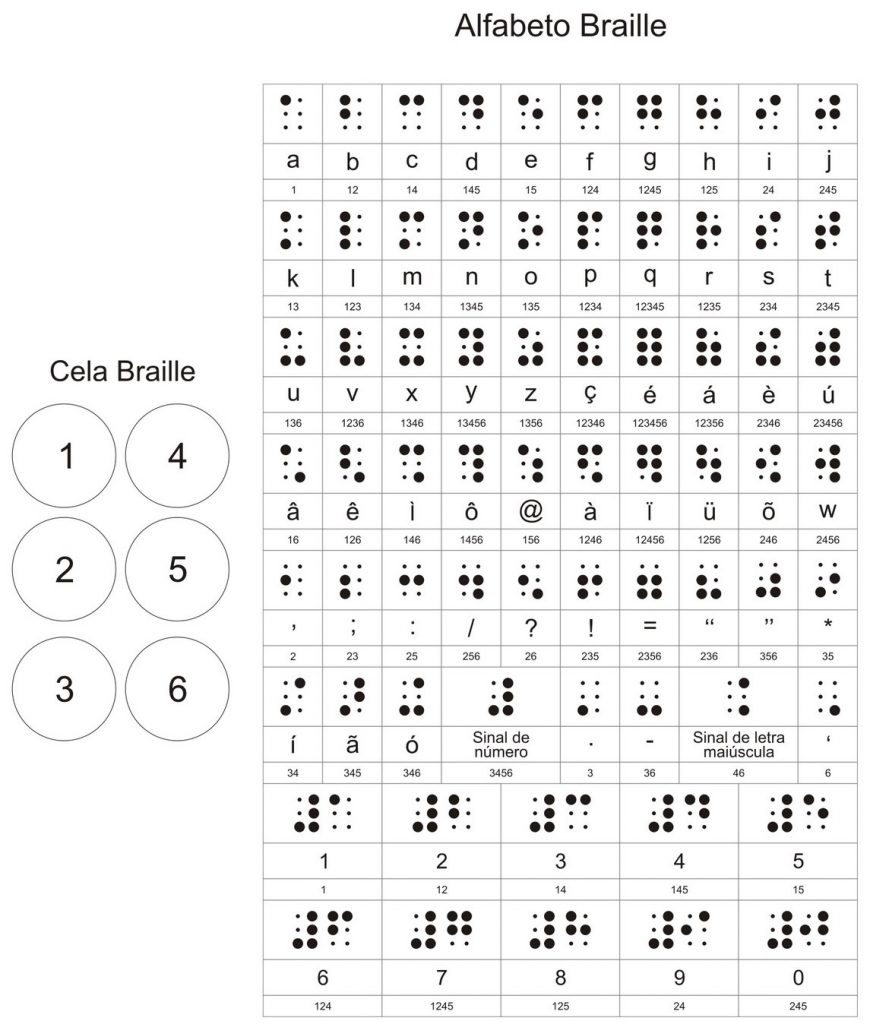 Alfabeto Braille
a b c d e f g h i j
1 12 14 145 15 124 1245 125 24 245
k l m n o p q r s t
13 123 134 1345 135 1234 12345 1235 234 2345
Cela Braille
u v x y z ç é á è ú
136 1236 1346 13456 1356 12346 123456 12356 2346 23456
1 4
â ê ì ô @ à ï ü õ w
16 126 146 1456 156 1246 12456 1256 246 2456
2 5
, ; : / ? ! = “ ” *
2 23 25 256 26 235 2356 236 356 35
3 6
í ã ó Sinal de número . - Sinal de letra maiúscula ‘
34 345 346 3456 3 36 46 6
1 2 3 4 5
1 12 14 145 15
6 7 8 9 0
124 1245 125 24 245